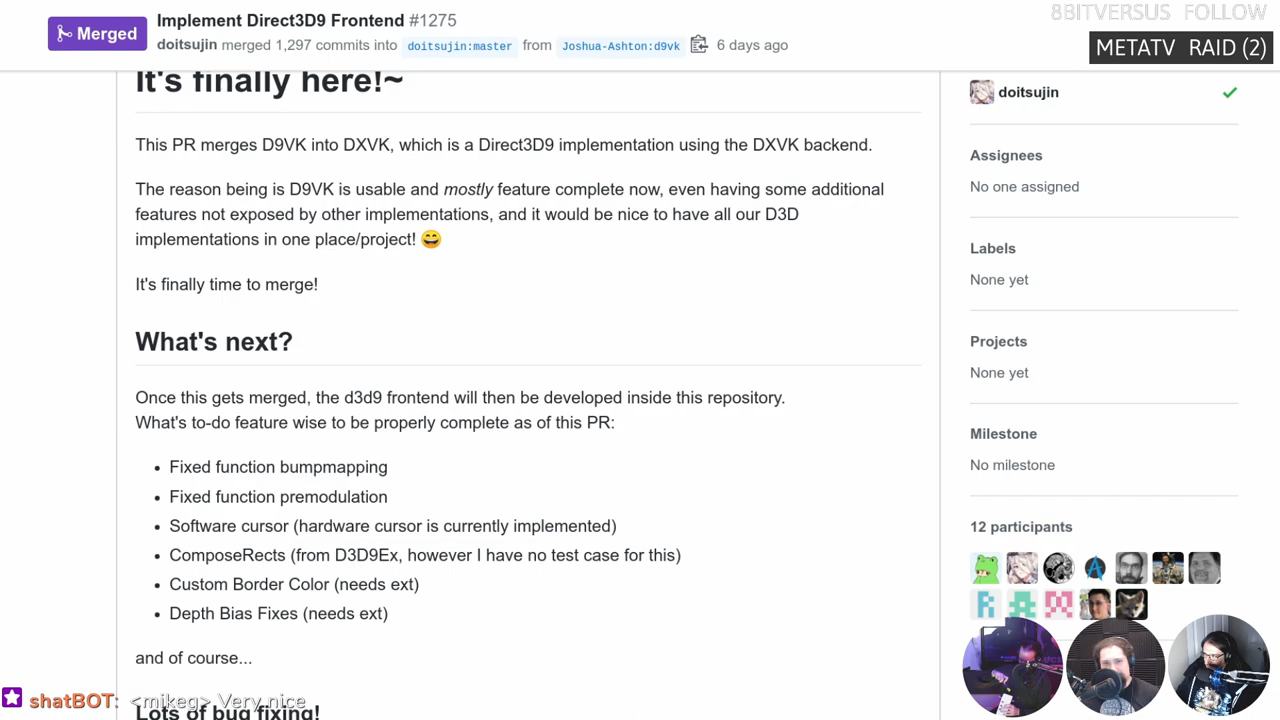 8BITVERSUS FOLLOW
METATV RAID (2)
Merged
Implement Direct3D9 Frontend #1275
doitsujin merged 1,297 commits into doitsujin:master from Joshua-Ashton:d9vk 6 days ago
It's finally here!~
This PR merges D9VK into DXVK, which is a Direct3D9 implementation using the DXVK backend.
The reason being is D9VK is usable and mostly feature complete now, even having some additional
features not exposed by other implementations, and it would be nice to have all our D3D
implementations in one place/project! 😄
It's finally time to merge!
What's next?
Once this gets merged, the d3d9 frontend will then be developed inside this repository.
What's to-do feature wise to be properly complete as of this PR:
• Fixed function bumpmapping
• Fixed function premodulation
• Software cursor (hardware cursor is currently implemented)
• ComposeRects (from D3D9Ex, however I have no test case for this)
• Custom Border Color (needs ext)
• Depth Bias Fixes (needs ext)
and of course...
Lots of bug fixing!
doitsujin
Assignees
No one assigned
Labels
None yet
Projects
None yet
Milestone
No milestone
12 participants
shatBOT: <mikeg> Very nice